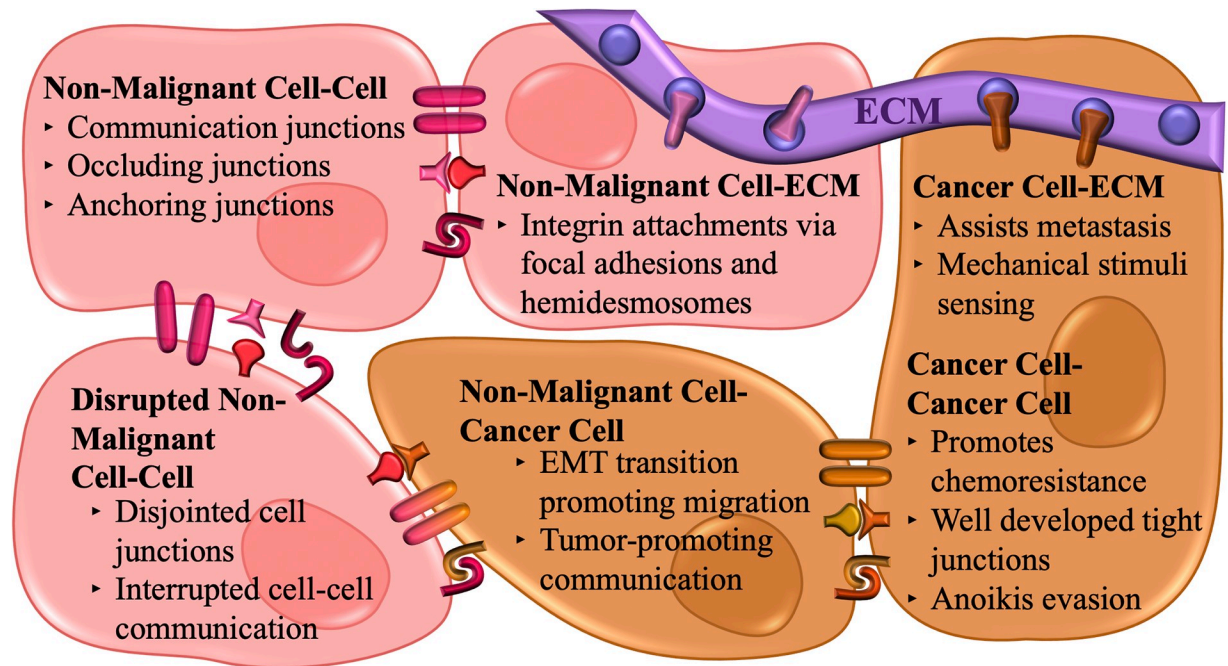 Non-Malignant Cell-Cell
‣ Communication junctions
‣ Occluding junctions
‣ Anchoring junctions
ECM
Non-Malignant Cell-ECM
‣ Integrin attachments via
focal adhesions and
hemidesmosomes
Cancer Cell-ECM
‣ Assists metastasis
‣ Mechanical stimuli
sensing
Disrupted Non-
Malignant
Cell-Cell
‣ Disjointed cell
junctions
‣ Interrupted cell-cell
communication
Non-Malignant Cell-
Cancer Cell
‣ EMT transition
promoting migration
‣ Tumor-promoting
communication
Cancer Cell-
Cancer Cell
‣ Promotes
chemoresistance
‣ Well developed tight
junctions
‣ Anoikis evasion